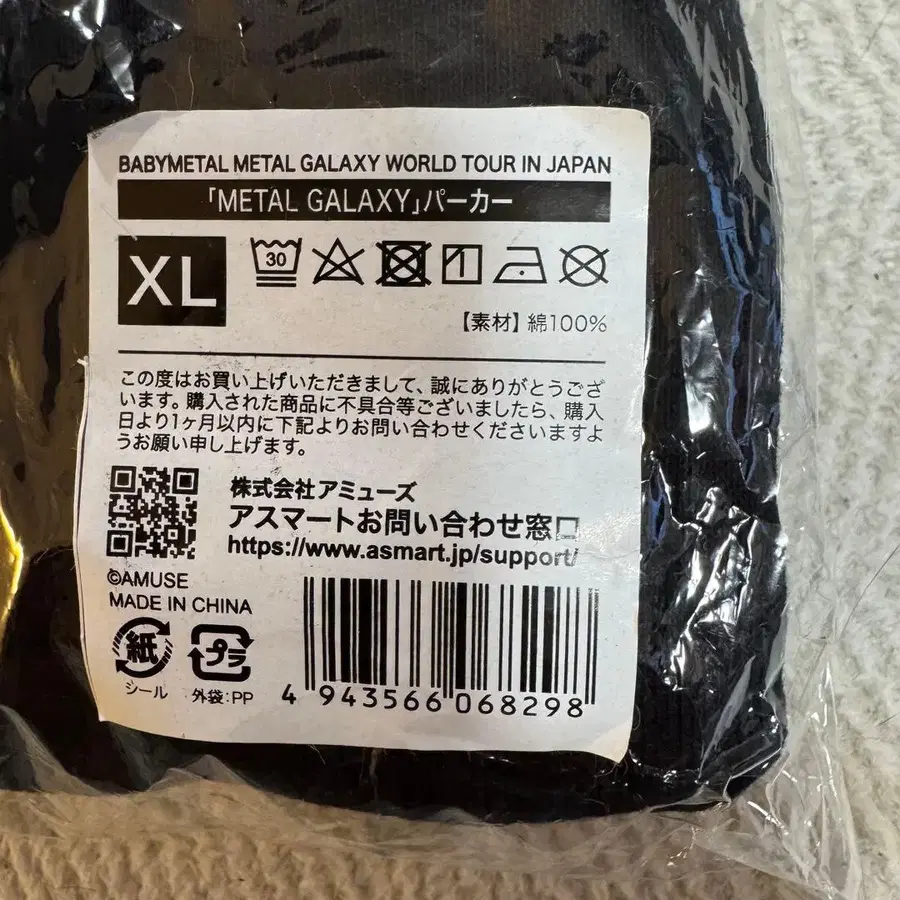 BABYMETAL METAL GALAXY WORLD TOUR IN JAPAN
「METAL GALAXY」パーカー
XL
30
【素材】綿100%
この度はお買い上げいただきまして、誠にありがとうござ
います。購入された商品に不具合等ございましたら、購入
日より1ヶ月以内に下記よりお問い合わせくださいますよ
うお願い申し上げます。
株式会社アミューズ
アスマートお問い合わせ窓口
https://www.asmart.jp/support/
©AMUSE
MADE IN CHINA
紙 プラ
シール 外袋:PP
4 943566 068298